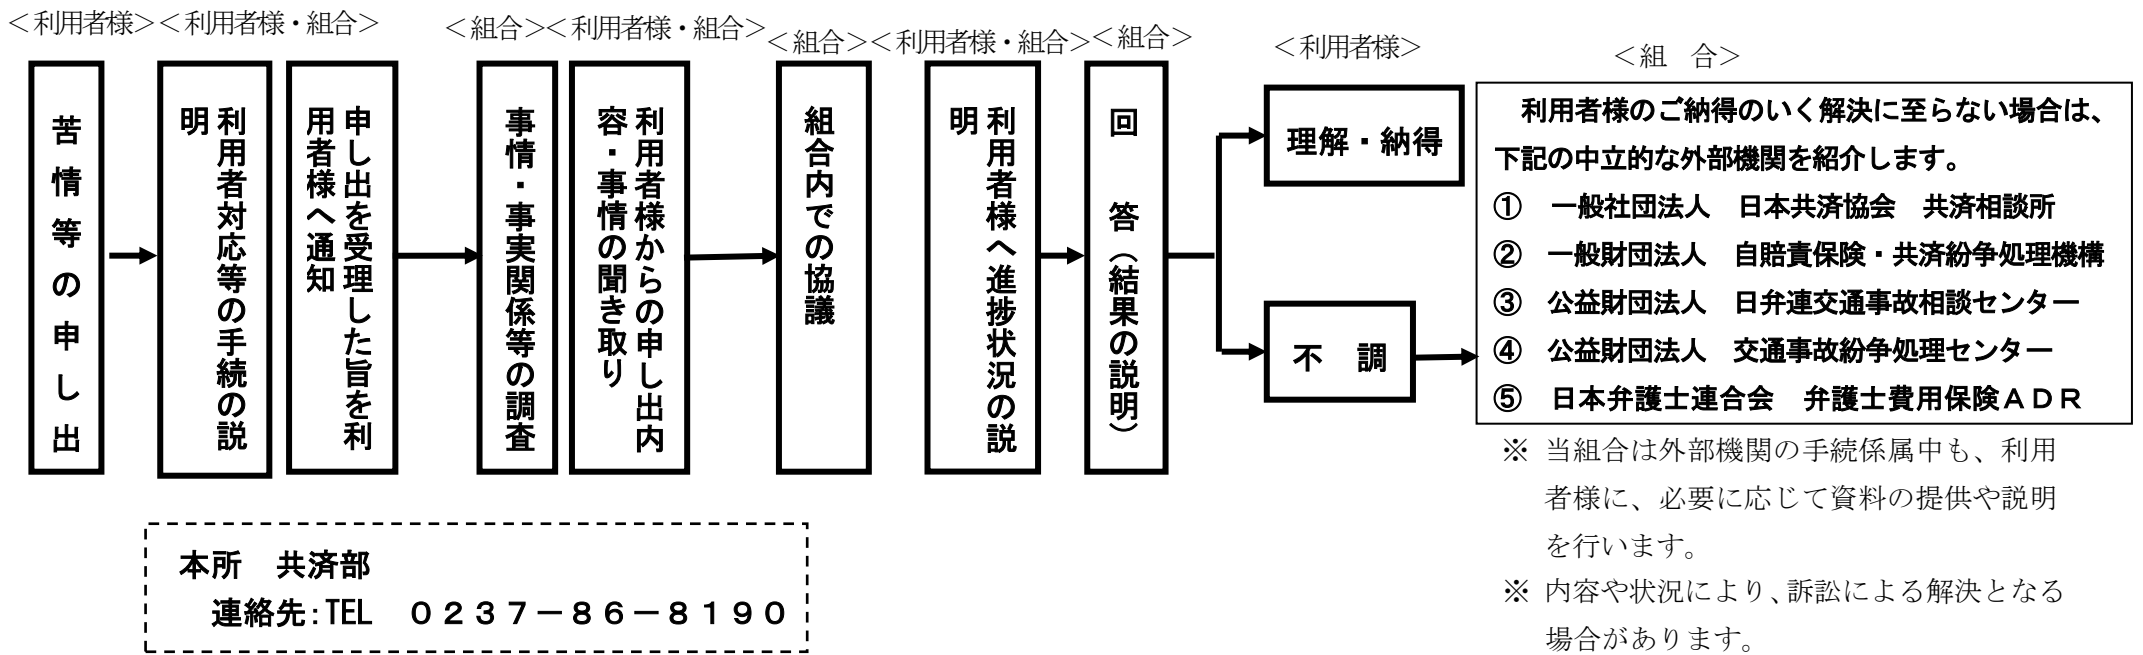 ＜利用者様＞＜利用者様・組合＞
＜組合＞＜利用者様・組合＞
＜組合＞＜利用者様・組合＞
＜組合＞
＜利用者様＞
＜組　合＞
苦情等の申し出
利用者対応等の手続の説
明
申し出を受理した旨を利
用者様へ通知
事情・事実関係等の調査
利用者様からの申し出内
容・事情の聞き取り
組合内での協議
利用者様へ進捗状況の説
明
回　答（結果の説明）
理解・納得
不　調
利用者様のご納得のいく解決に至らない場合は、
下記の中立的な外部機関を紹介します。
①　一般社団法人　日本共済協会　共済相談所
②　一般財団法人　自賠責保険・共済紛争処理機構
③　公益財団法人　日弁連交通事故相談センター
④　公益財団法人　交通事故紛争処理センター
⑤　日本弁護士連合会　弁護士費用保険ＡＤＲ
※ 当組合は外部機関の手続係属中も、利用
者様に、必要に応じて資料の提供や説明
を行います。
※ 内容や状況により、訴訟による解決となる
場合があります。
本所　共済部
連絡先：TEL　０２３７－８６－８１９０